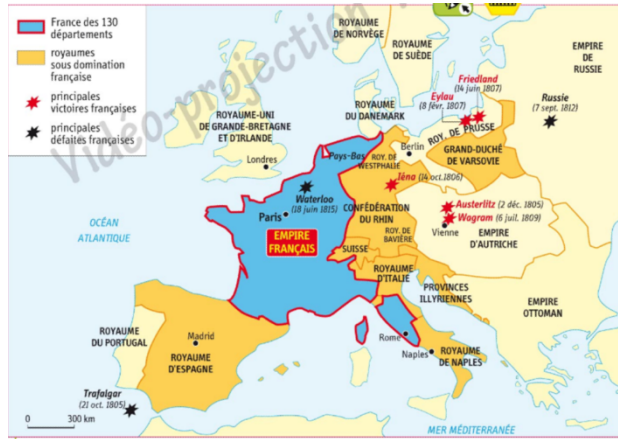 France des 130
départements
royaumes
sous domination
française
principales
victoires françaises
principales
défaites françaises
Vidéo-projection
ROYAUME
DE NORVÈGE
ROYAUME
DE SUÈDE
EMPIRE
DE RUSSIE
Friedland
(14 juin 1807)
Eylau
(8 févr. 1807)
Russie
(7 sept. 1812)
ROYAUME-UNI
DE GRANDE-BRETAGNE
ET D'IRLANDE
ROYAUME
DU DANEMARK
ROY. DE PRUSSE
Londres
Pays-Bas
Berlin
ROY. DE
WESTPHALIE
GRAND-DUCHÉ
DE VARSOVIE
Iéna (14 oct.1806)
Waterloo
(18 juin 1815)
Paris
CONFÉDÉRATION
DU RHIN
Austerlitz (2 déc. 1805)
Wagram (6 juil. 1809)
OCÉAN
ATLANTIQUE
EMPIRE
FRANÇAIS
ROY. DE
BAVIÈRE
Vienne
EMPIRE
D'AUTRICHE
SUISSE
ROYAUME
D'ITALIE
PROVINCES
ILLYRIENNES
EMPIRE
OTTOMAN
ROYAUME
DU PORTUGAL
Madrid
ROYAUME
D'ESPAGNE
Rome
Naples
ROYAUME
DE NAPLES
Trafalgar
(21 oct. 1805)
0 300 km
MER MÉDITERRANÉE